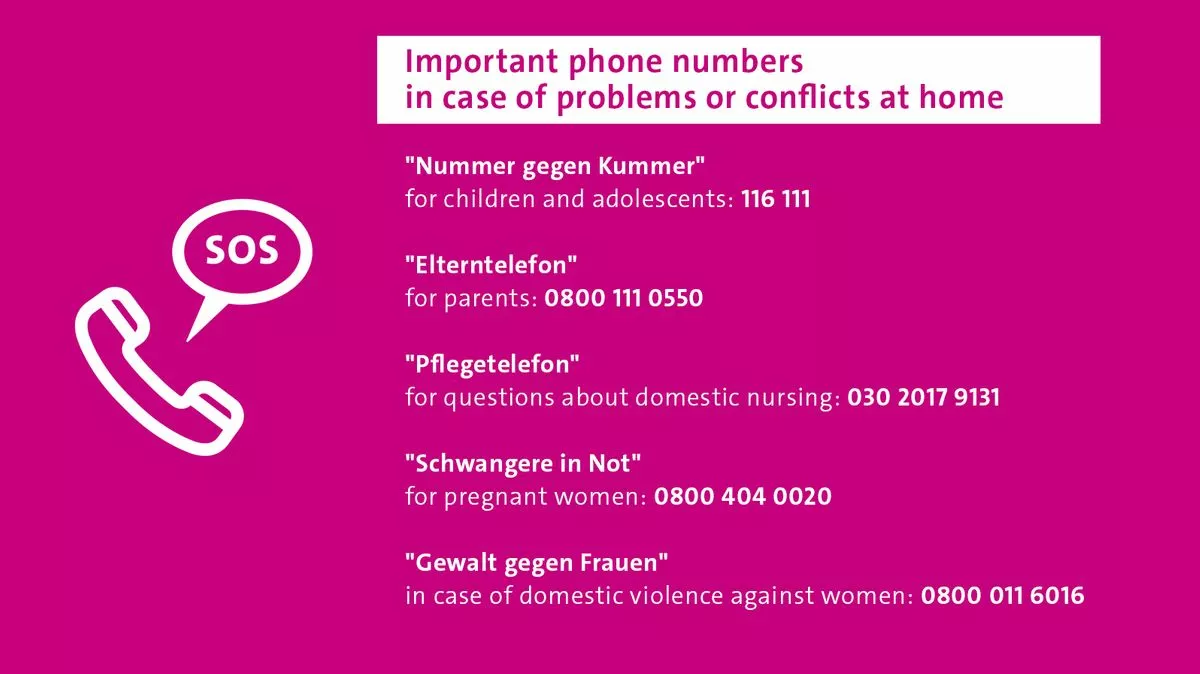 Important phone numbers
in case of problems or conflicts at home
"Nummer gegen Kummer"
for children and adolescents: 116 111
SOS
"Elterntelefon"
for parents: 0800 111 0550
"Pflegetelefon"
for questions about domestic nursing: 030 2017 9131
"Schwangere in Not"
for pregnant women: 0800 404 0020
"Gewalt gegen Frauen"
in case of domestic violence against women: 0800 011 6016